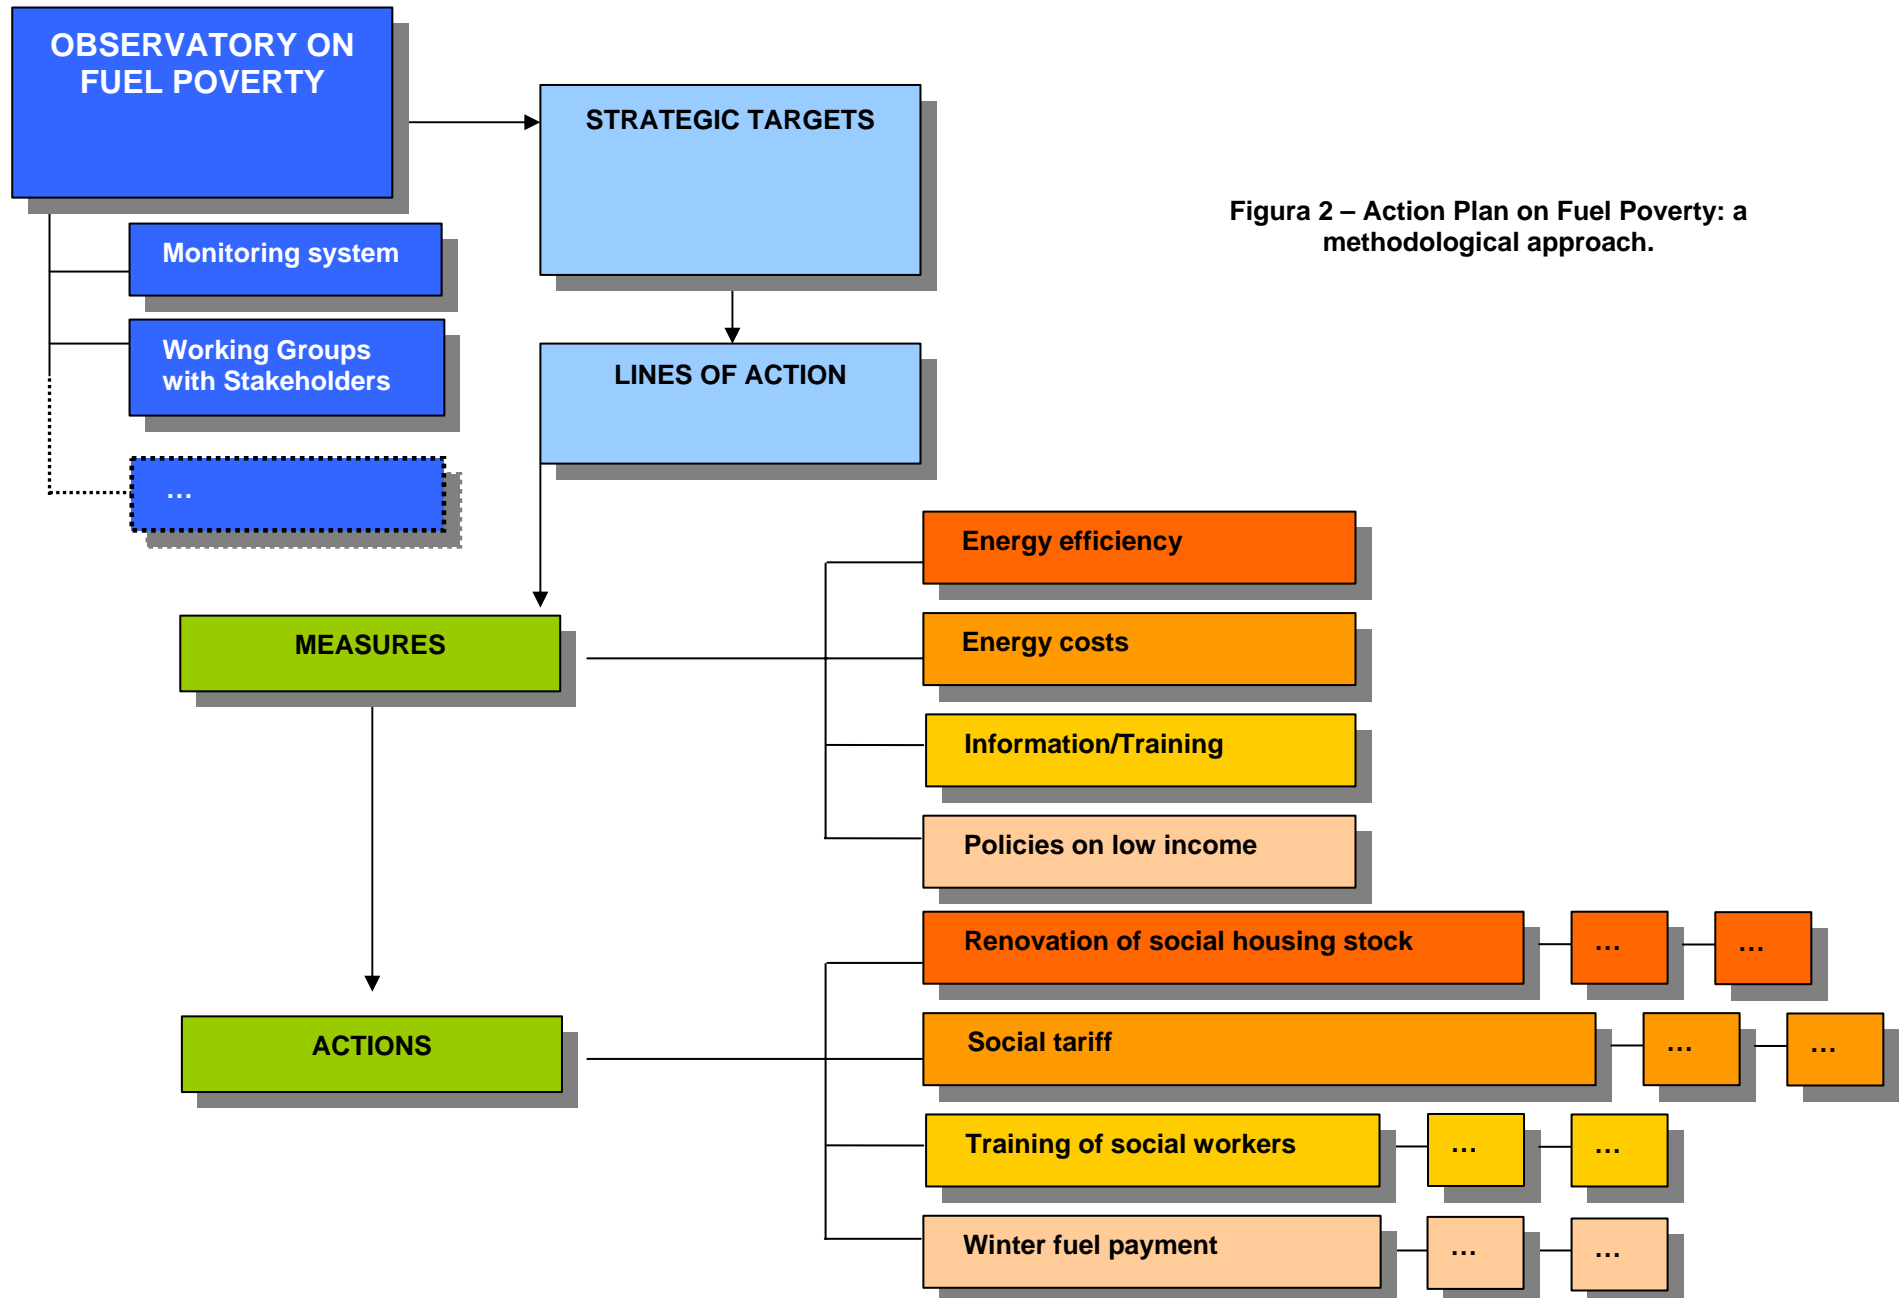 OBSERVATORY ON
FUEL POVERTY
STRATEGIC TARGETS
Figura 2 – Action Plan on Fuel Poverty: a
methodological approach.
Monitoring system
Working Groups
with Stakeholders
…
LINES OF ACTION
MEASURES
Energy efficiency
Energy costs
Information/Training
Policies on low income
ACTIONS
Renovation of social housing stock
…
…
Social tariff
…
…
Training of social workers
…
…
Winter fuel payment
…
…